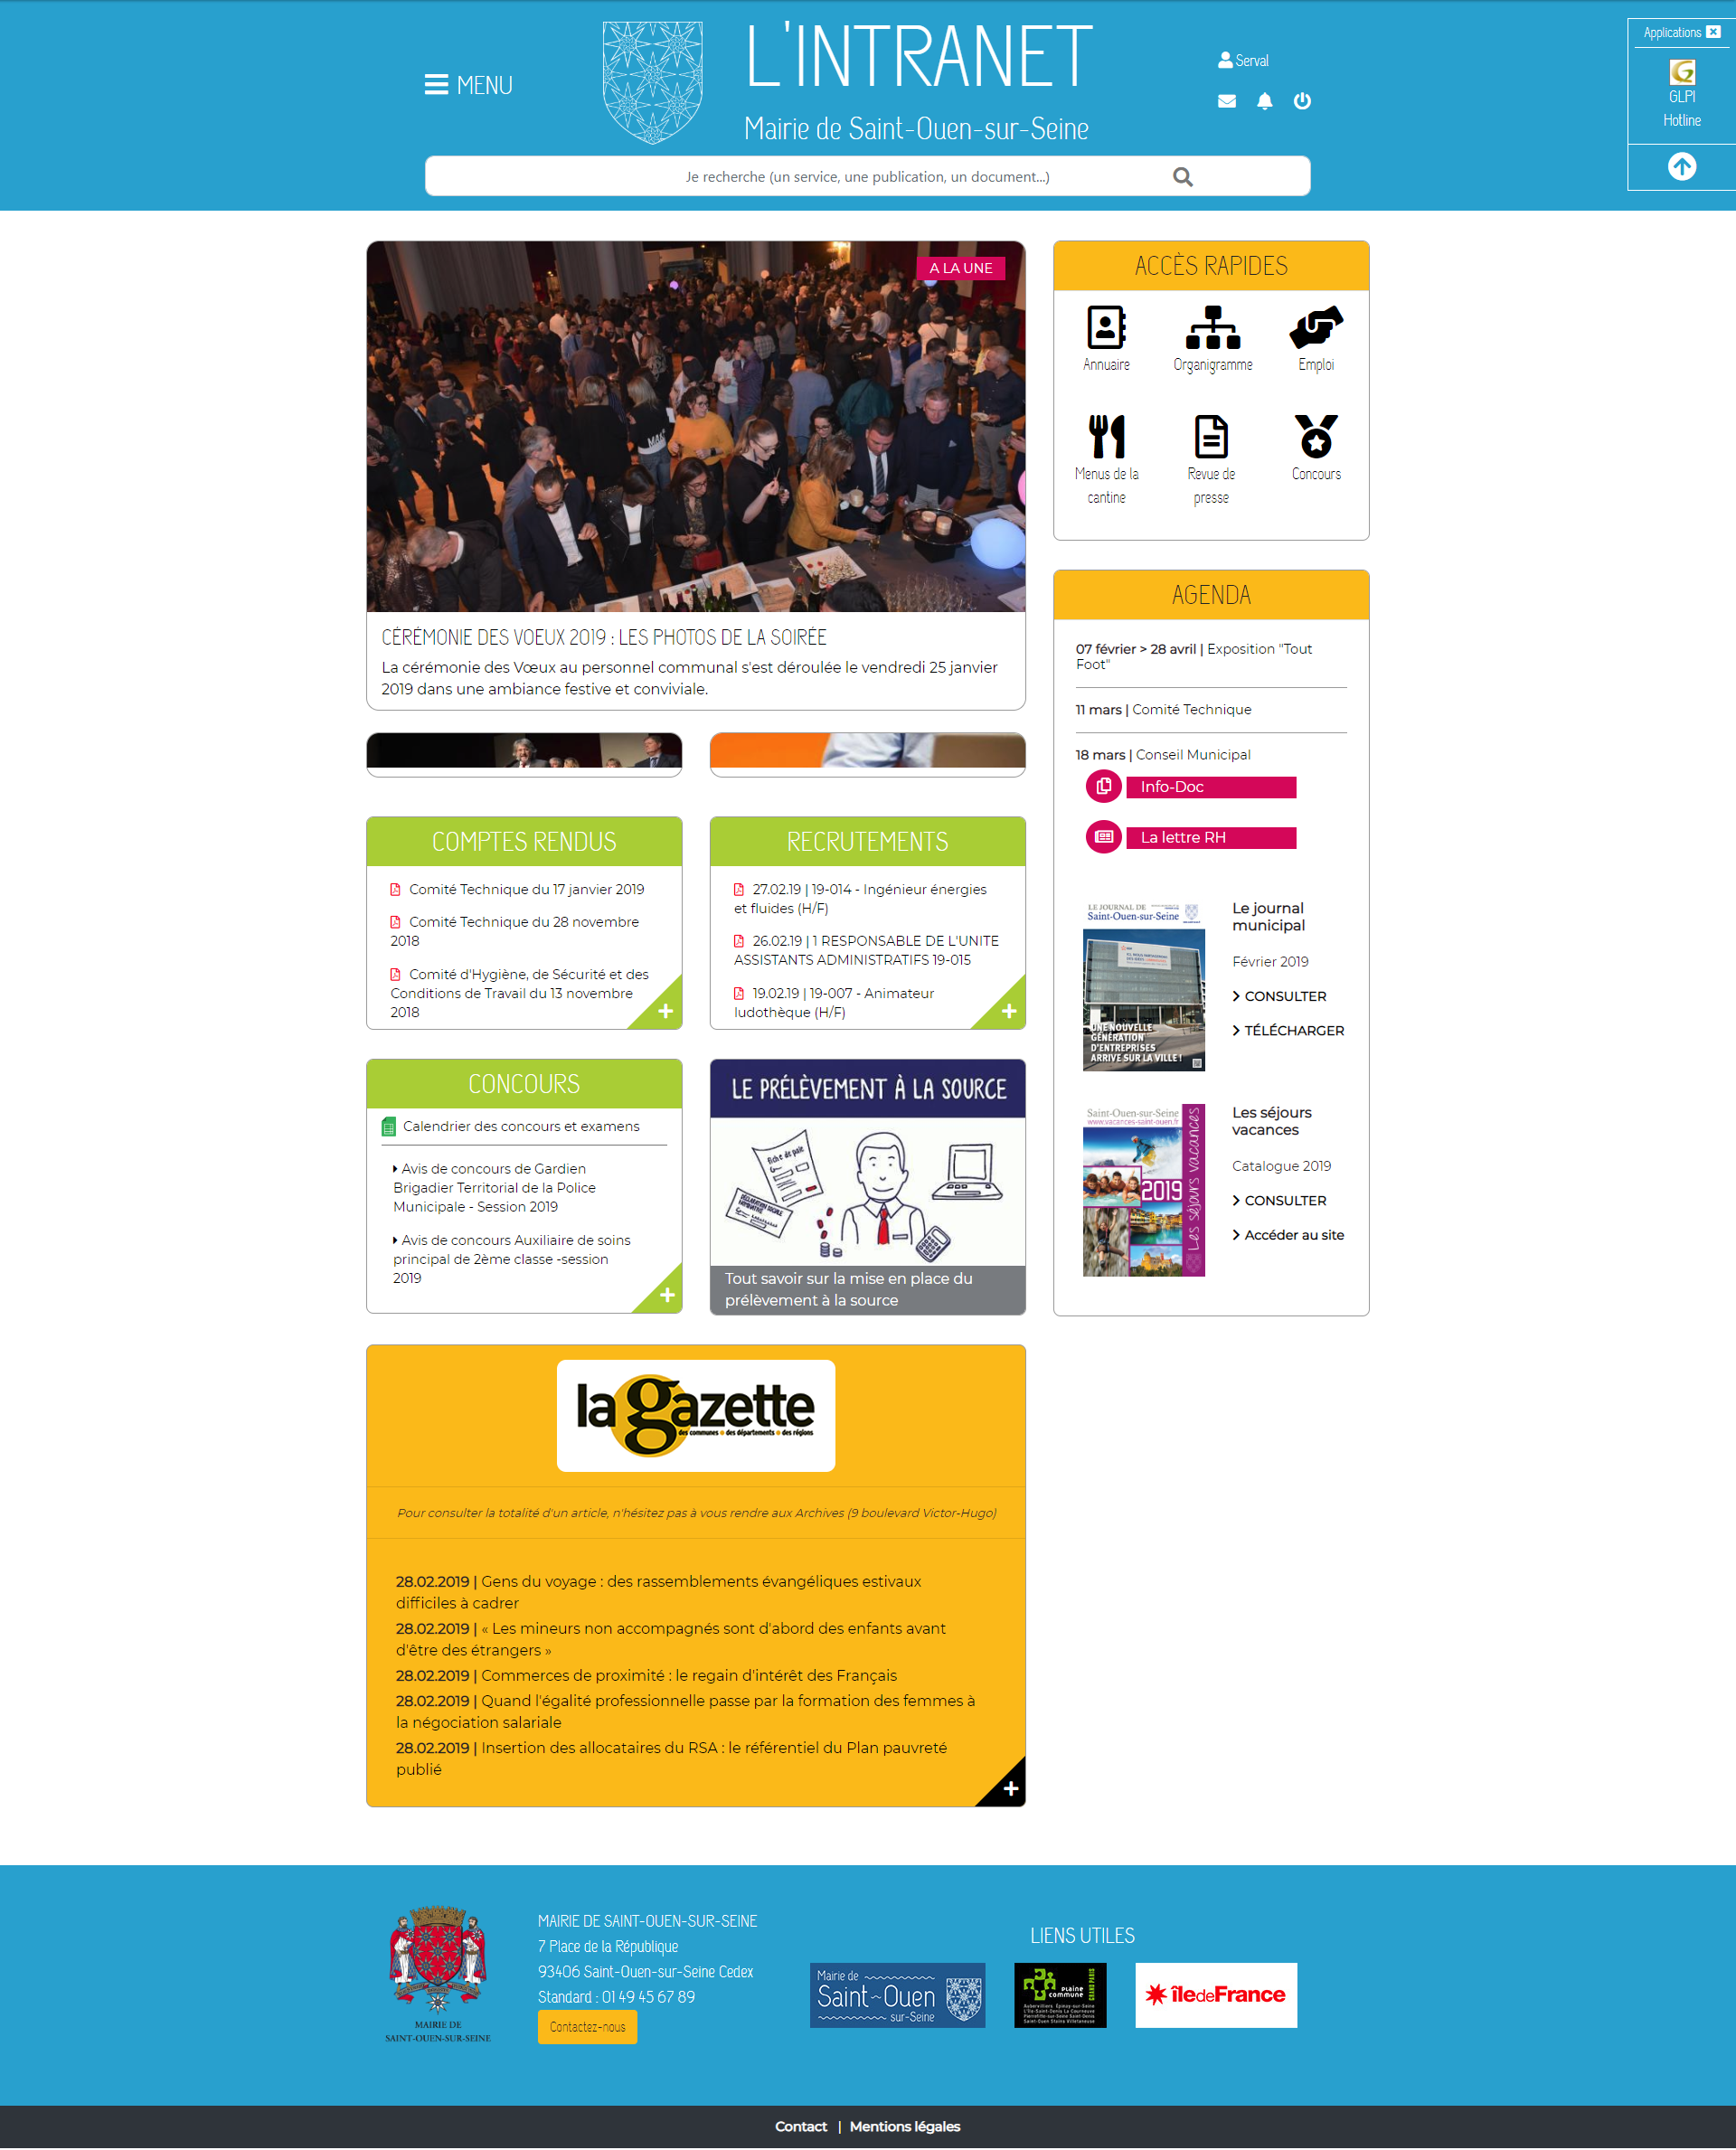 MENU
L'INTRANET
Mairie de Saint-Ouen-sur-Seine
Serval
Je recherche (un service, une publication, un document...)
Applications
GLPI
Hotline
A LA UNE
CÉRÉMONIE DES VOEUX 2019 : LES PHOTOS DE LA SOIRÉE
La cérémonie des Vœux au personnel communal s'est déroulée le vendredi 25 janvier
2019 dans une ambiance festive et conviviale.
ACCÈS RAPIDES
Annuaire
Organigramme
Emploi
Menus de la
cantine
Revue de
presse
Concours
AGENDA
07 février > 28 avril | Exposition "Tout
Foot"
11 mars | Comité Technique
18 mars | Conseil Municipal
Info-Doc
La lettre RH
LE JOURNAL DE
Saint-Ouen-sur-Seine
UNE NOUVELLE
GÉNÉRATION
D'ENTREPRISES
ARRIVE SUR LA VILLE !
Le journal
municipal
Février 2019
CONSULTER
TÉLÉCHARGER
Saint-Ouen-sur-Seine
www.vacances-saint-ouen.fr
2019
Les séjours vacances
Les séjours
vacances
Catalogue 2019
CONSULTER
Accéder au site
COMPTES RENDUS
Comité Technique du 17 janvier 2019
Comité Technique du 28 novembre
2018
Comité d'Hygiène, de Sécurité et des
Conditions de Travail du 13 novembre
2018
RECRUTEMENTS
27.02.19 | 19-014 - Ingénieur énergies
et fluides (H/F)
26.02.19 | 1 RESPONSABLE DE L'UNITE
ASSISTANTS ADMINISTRATIFS 19-015
19.02.19 | 19-007 - Animateur
ludothèque (H/F)
CONCOURS
Calendrier des concours et examens
Avis de concours de Gardien
Brigadier Territorial de la Police
Municipale - Session 2019
Avis de concours Auxiliaire de soins
principal de 2ème classe -session
2019
LE PRÉLÈVEMENT À LA SOURCE
fiche de paie
Tout savoir sur la mise en place du
prélèvement à la source
la gazette
des communes • des départements • des régions
Pour consulter la totalité d'un article, n'hésitez pas à vous rendre aux Archives (9 boulevard Victor-Hugo)
28.02.2019 | Gens du voyage : des rassemblements évangéliques estivaux
difficiles à cadrer
28.02.2019 | « Les mineurs non accompagnés sont d'abord des enfants avant
d'être des étrangers »
28.02.2019 | Commerces de proximité : le regain d'intérêt des Français
28.02.2019 | Quand l'égalité professionnelle passe par la formation des femmes à
la négociation salariale
28.02.2019 | Insertion des allocataires du RSA : le référentiel du Plan pauvreté
publié
MAIRIE DE
SAINT-OUEN-SUR-SEINE
MAIRIE DE SAINT-OUEN-SUR-SEINE
7 Place de la République
93406 Saint-Ouen-sur-Seine Cedex
Standard : 01 49 45 67 89
Contactez-nous
LIENS UTILES
Mairie de
Saint-Ouen
sur-Seine
plaine
commune
GRAND PARIS
îledeFrance
Contact | Mentions légales